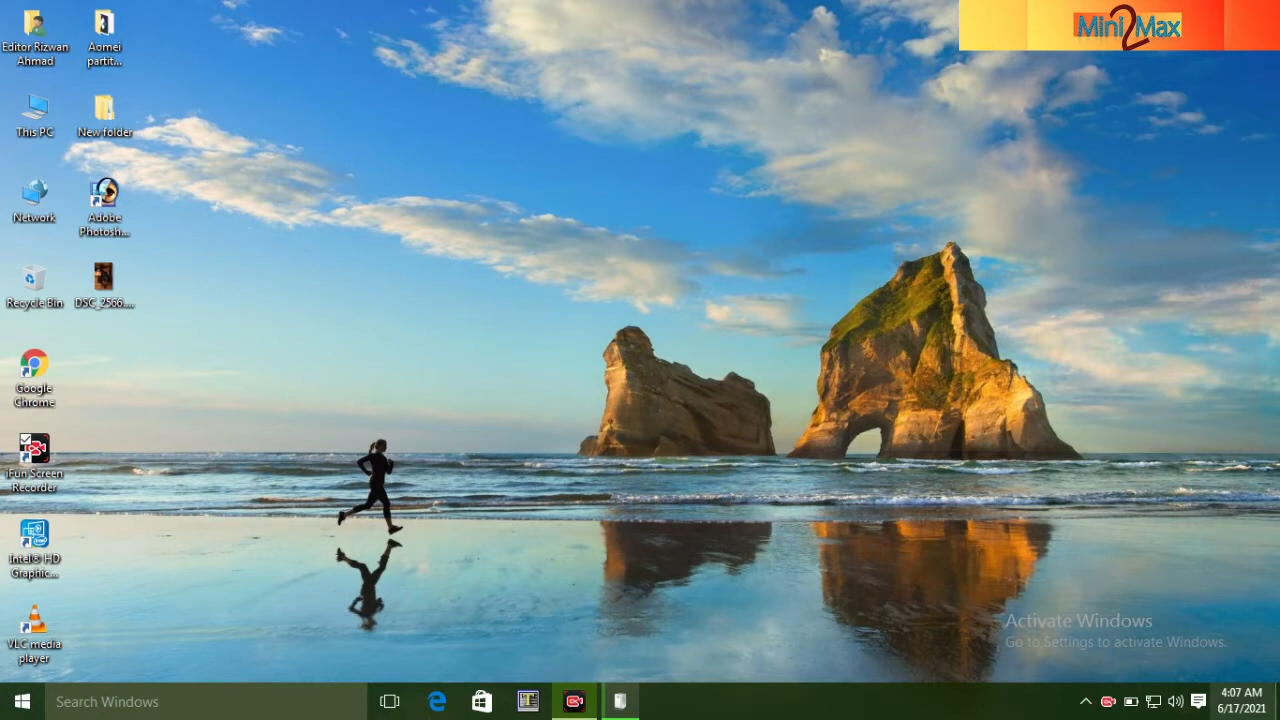 Editor Rizwan
Ahmad
Aomei
partit...
This PC
New folder
Network
Adobe
Photosh...
Recycle Bin
DSC_2566....
Google
Chrome
iFun Screen
Recorder
Intel® HD
Graphic...
VLC media
player
Mini2Max
Activate Windows
Go to Settings to activate Windows.
Search Windows
4:07 AM
6/17/2021